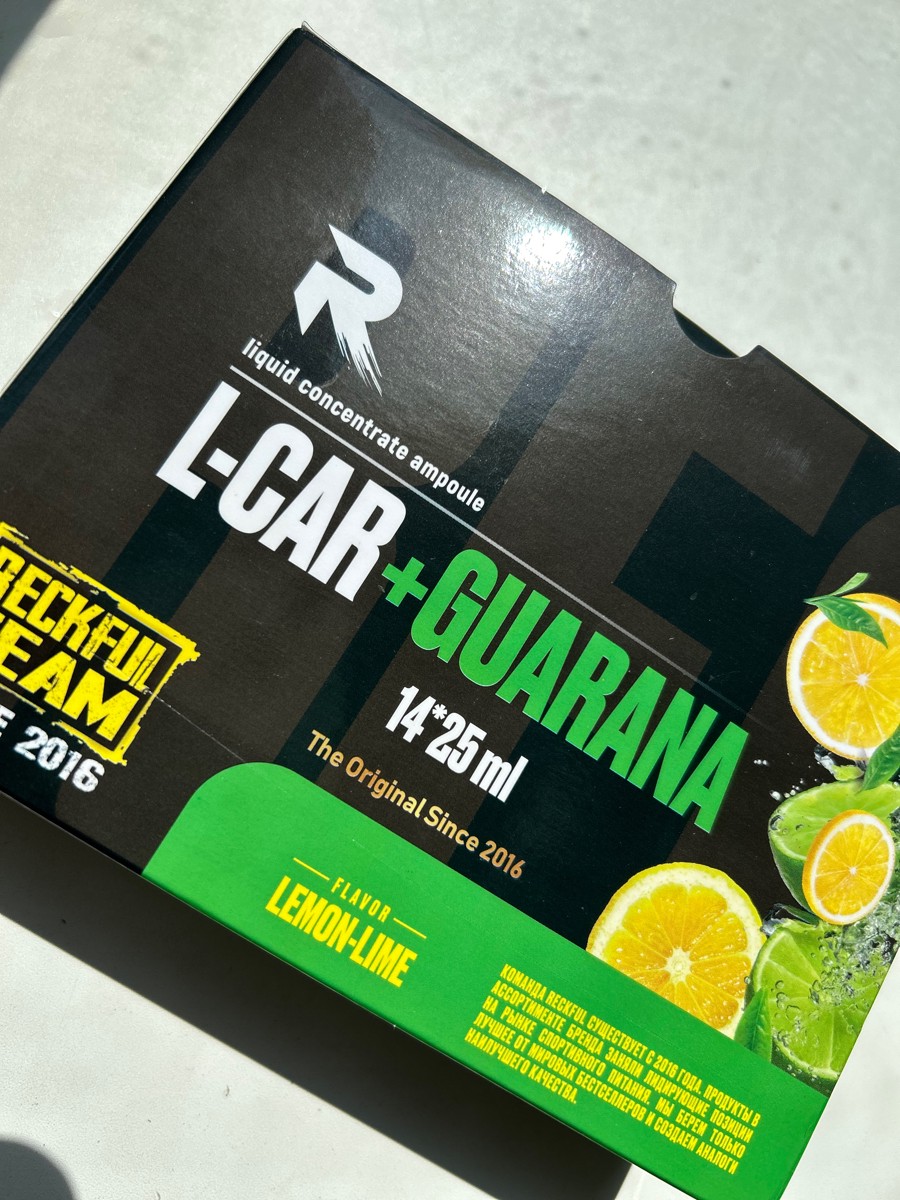 liquid concentrate ampoule
L-CAR
+GUARANA
14*25 ml
The Original Since 2016
RECKFUL
TEAM
2016
FLAVOR
LEMON-LIME
КОМАНДА RECKFUL СУЩЕСТВУЕТ С 2016 ГОДА. ПРОДУКТЫ В
АССОРТИМЕНТЕ БРЕНДА ЗАНЯЛИ ЛИДИРУЮЩИЕ ПОЗИЦИИ
НА РЫНКЕ СПОРТИВНОГО ПИТАНИЯ. МЫ БЕРЕМ ТОЛЬКО
ЛУЧШЕЕ ОТ МИРОВЫХ БЕСТСЕЛЛЕРОВ И СОЗДАЕМ АНАЛОГИ
НАИЛУЧШЕГО КАЧЕСТВА.